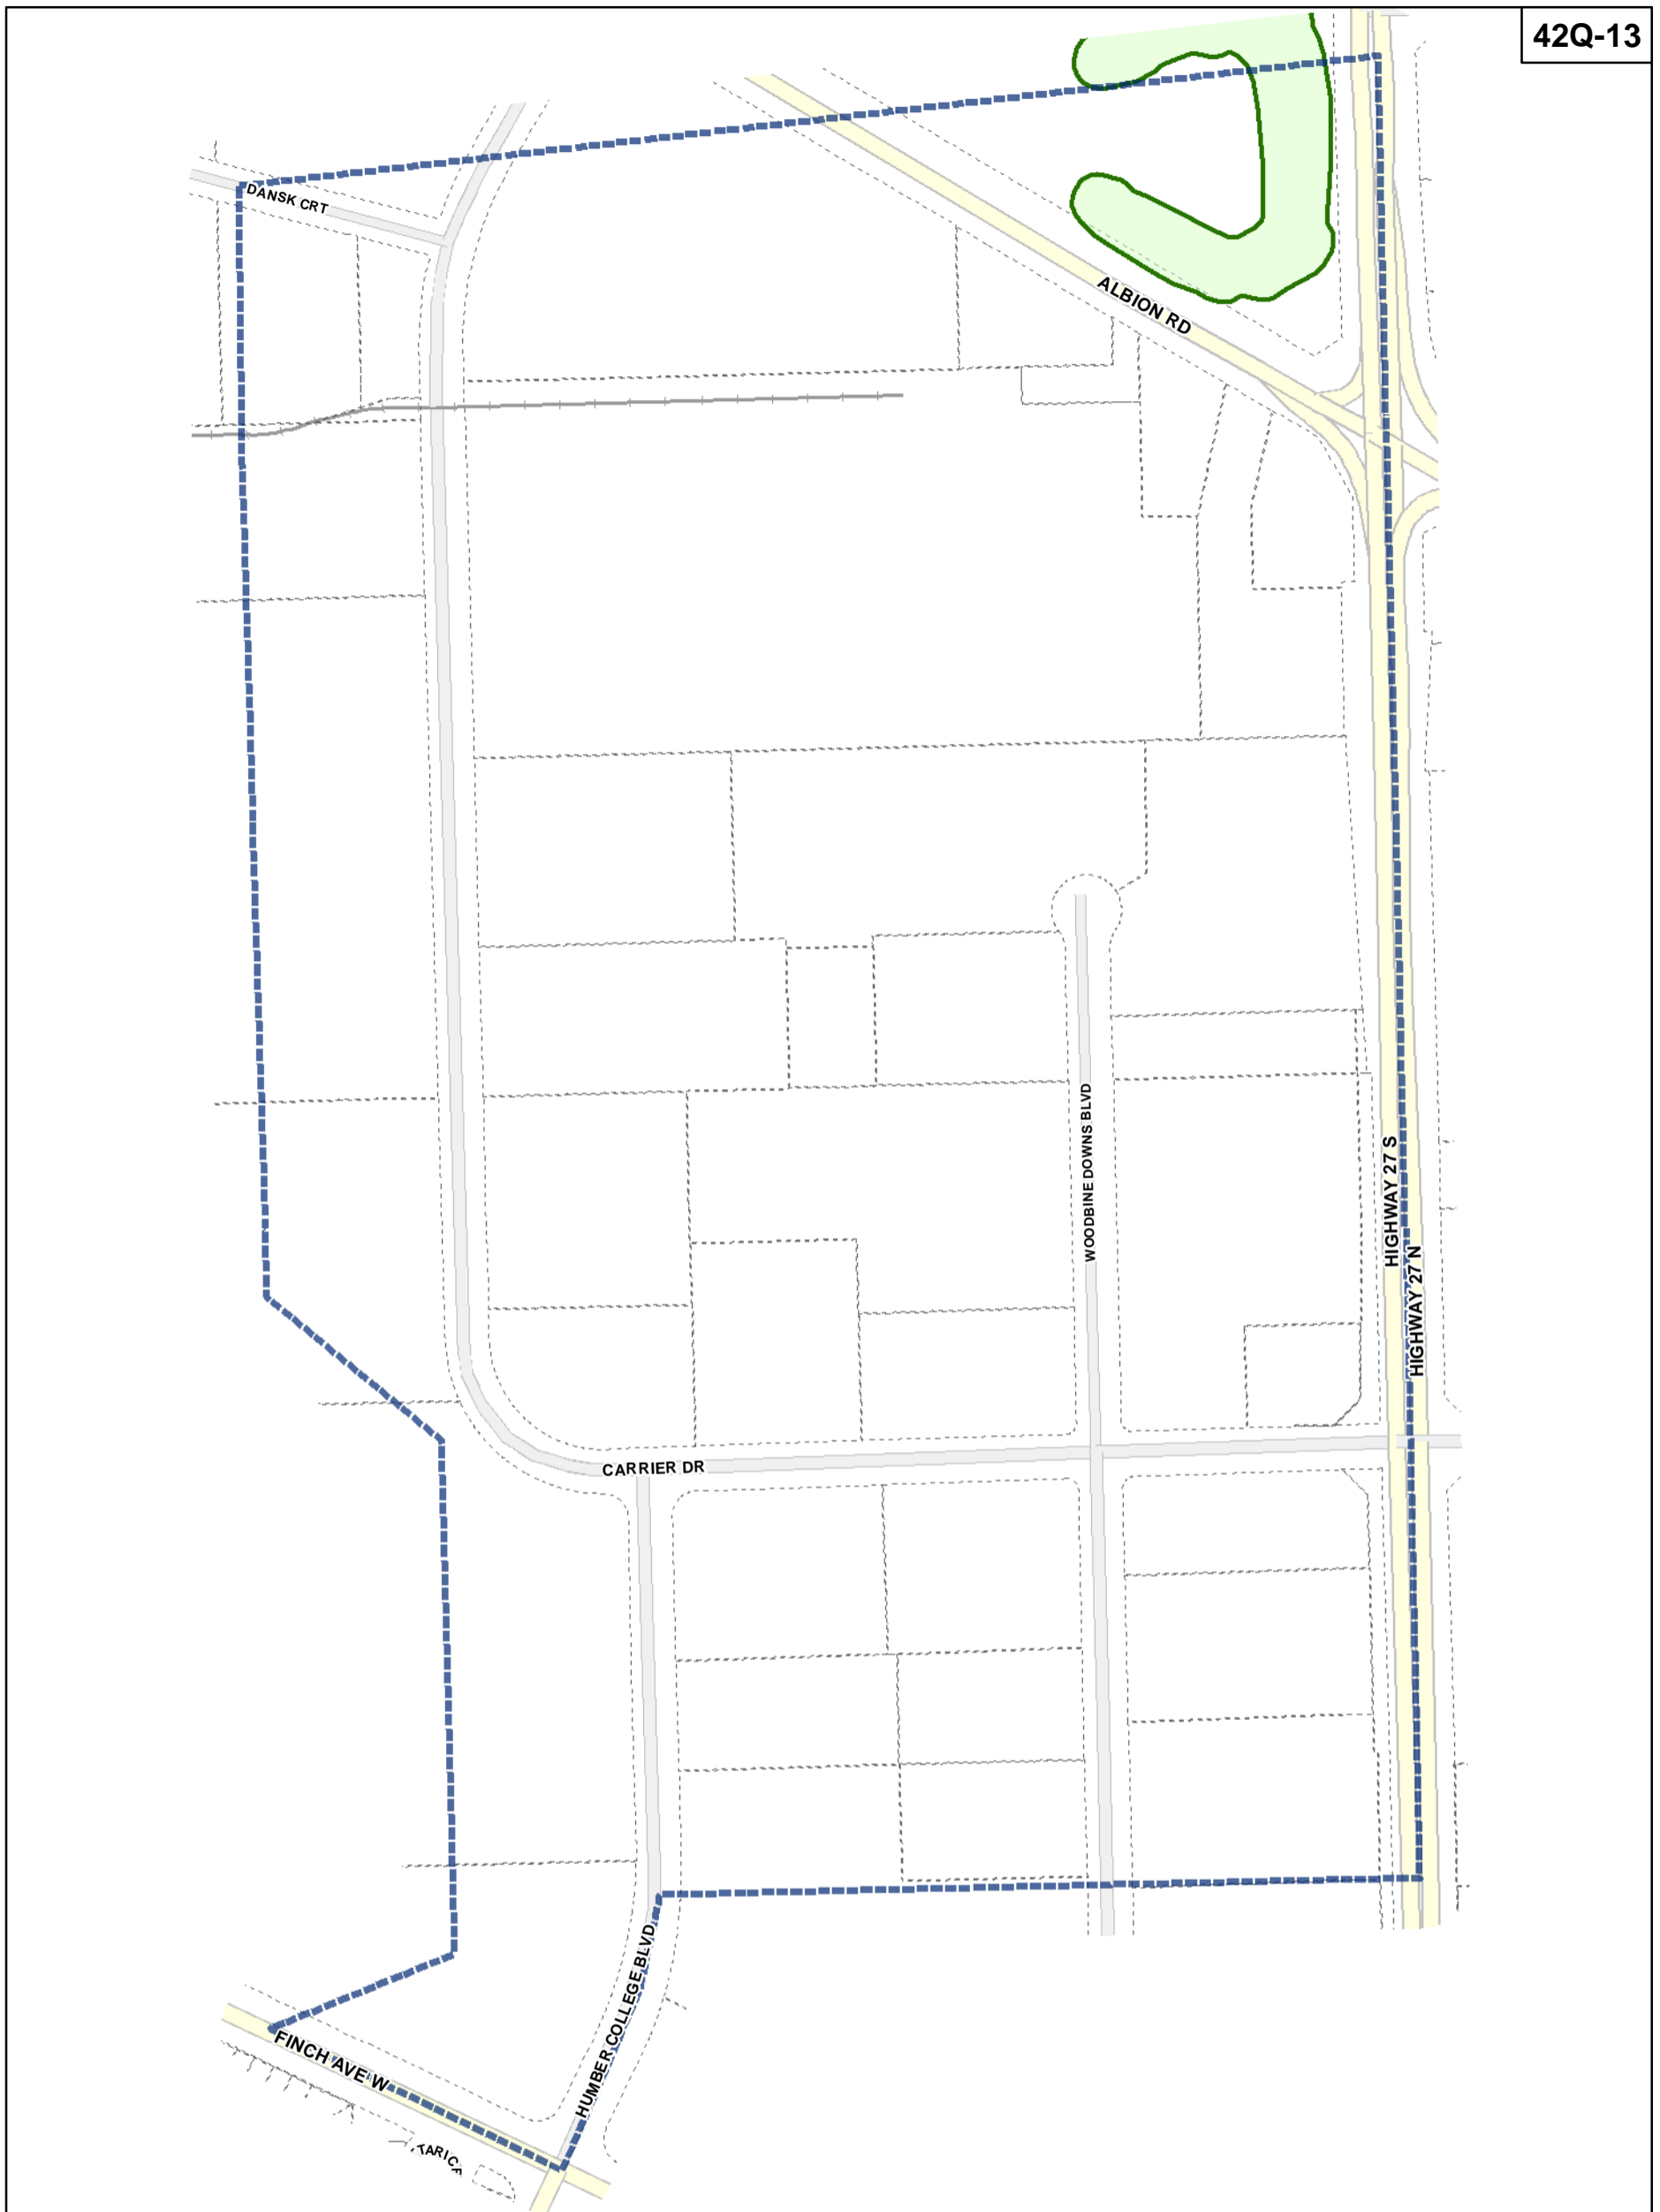 42Q-13
DANSK CRT
ALBION RD
WOODBINE DOWNS BLVD
HIGHWAY 27 S
HIGHWAY 27 N
CARRIER DR
HUMBER COLLEGE BLVD
FINCH AVE W